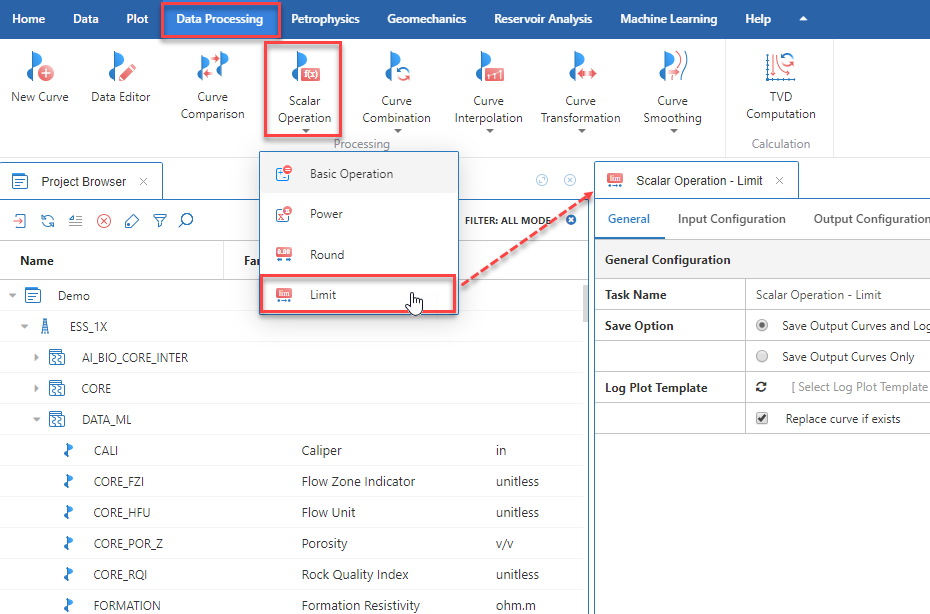 Home Data Plot Data Processing Petrophysics Geomechanics Reservoir Analysis Machine Learning Help
New Curve
Data Editor
Curve
Comparison
f(x)
Scalar
Operation
Curve
Combination
Curve
Interpolation
Curve
Transformation
Curve
Smoothing
TVD
Computation
Processing
Calculation
Basic Operation
Power
0.00
Round
lim
Limit
Project Browser
FILTER: ALL MODE
Name
Fa
Demo
ESS_1X
AI_BIO_CORE_INTER
CORE
DATA_ML
CALI Caliper in
CORE_FZI Flow Zone Indicator unitless
CORE_HFU Flow Unit unitless
CORE_POR_Z Porosity v/v
CORE_RQI Rock Quality Index unitless
FORMATION Formation Resistivity ohm.m
lim
Scalar Operation - Limit
General Input Configuration Output Configuration
General Configuration
Task Name Scalar Operation - Limit
Save Option Save Output Curves and Log
Save Output Curves Only
Log Plot Template [ Select Log Plot Template
Replace curve if exists